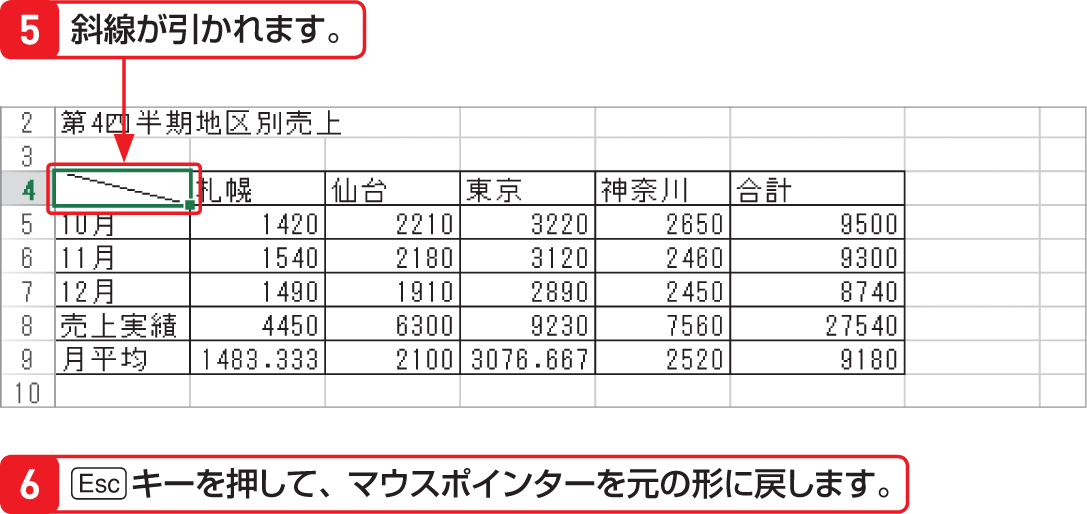 5 斜線が引かれます。
2 第4四半期地区別売上
3
4 札幌 仙台 東京 神奈川 合計
5 10月 1420 2210 3220 2650 9500
6 11月 1540 2180 3120 2460 9300
7 12月 1490 1910 2890 2450 8740
8 売上実績 4450 6300 9230 7560 27540
9 月平均 1483.333 2100 3076.667 2520 9180
10
6 Escキーを押して、マウスポインターを元の形に戻します。